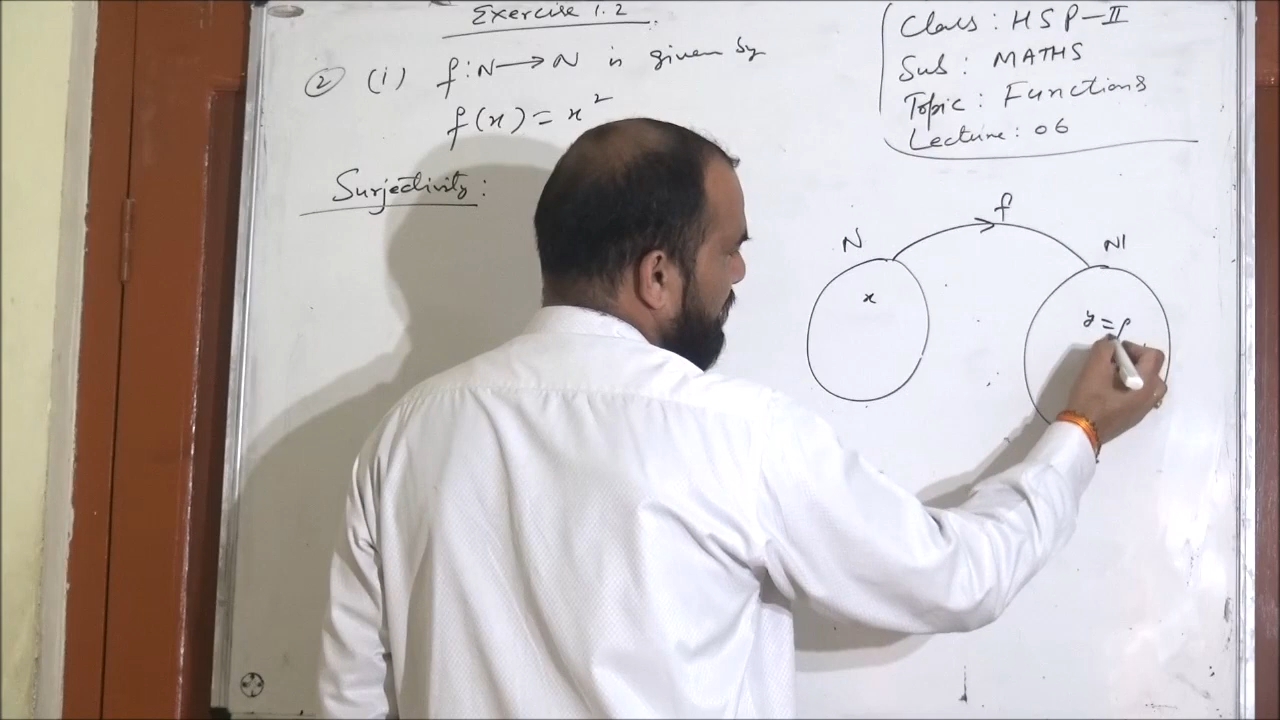 Exercise 1.2
② (i) f : N → N is given by
f(x) = x²
Surjectivity :
Class : HSP-II
Sub : MATHS
Topic : Functions
Lecture : 06
f
N
N
x
y = f